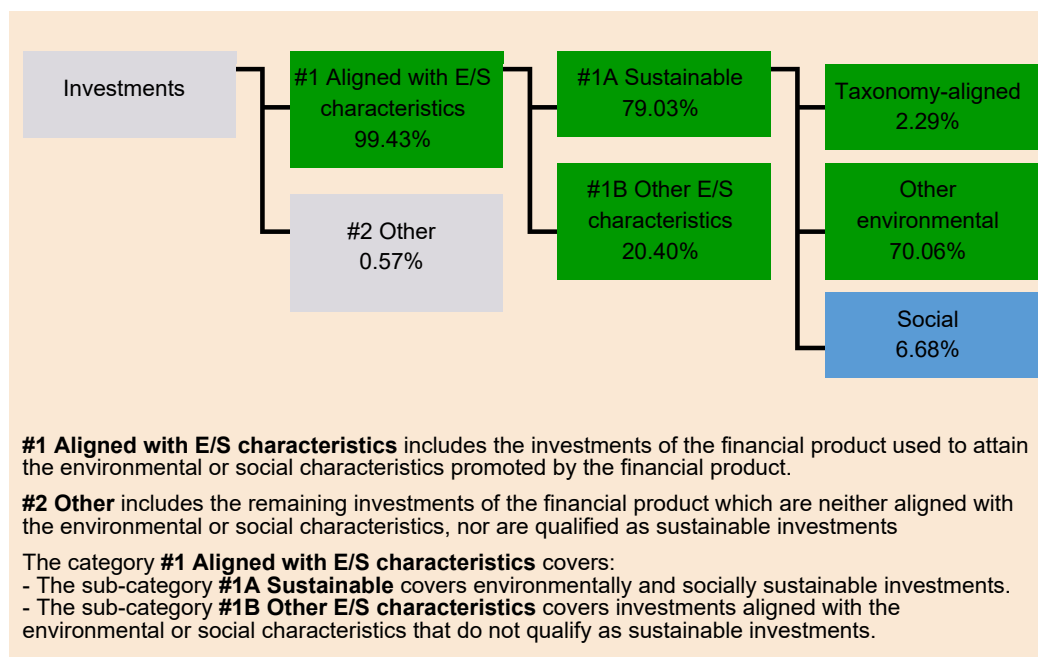 Investments
#1 Aligned with E/S
characteristics
99.43%
#2 Other
0.57%
#1A Sustainable
79.03%
#1B Other E/S
characteristics
20.40%
Taxonomy-aligned
2.29%
Other
environmental
70.06%
Social
6.68%
#1 Aligned with E/S characteristics includes the investments of the financial product used to attain
the environmental or social characteristics promoted by the financial product.
#2 Other includes the remaining investments of the financial product which are neither aligned with
the environmental or social characteristics, nor are qualified as sustainable investments
The category #1 Aligned with E/S characteristics covers:
- The sub-category #1A Sustainable covers environmentally and socially sustainable investments.
- The sub-category #1B Other E/S characteristics covers investments aligned with the
environmental or social characteristics that do not qualify as sustainable investments.